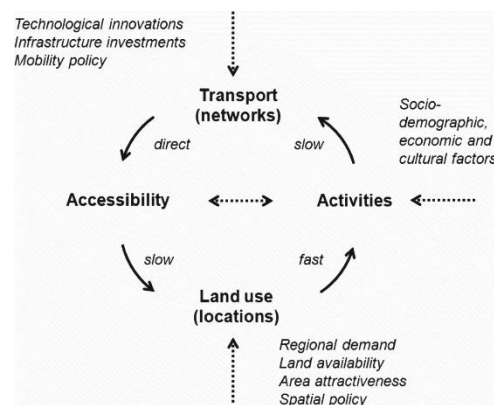 Technological innovations
Infrastructure investments
Mobility policy
Transport
(networks)
Socio-
demographic,
economic and
cultural factors
direct
slow
Accessibility
Activities
slow
fast
Land use
(locations)
Regional demand
Land availability
Area attractiveness
Spatial policy